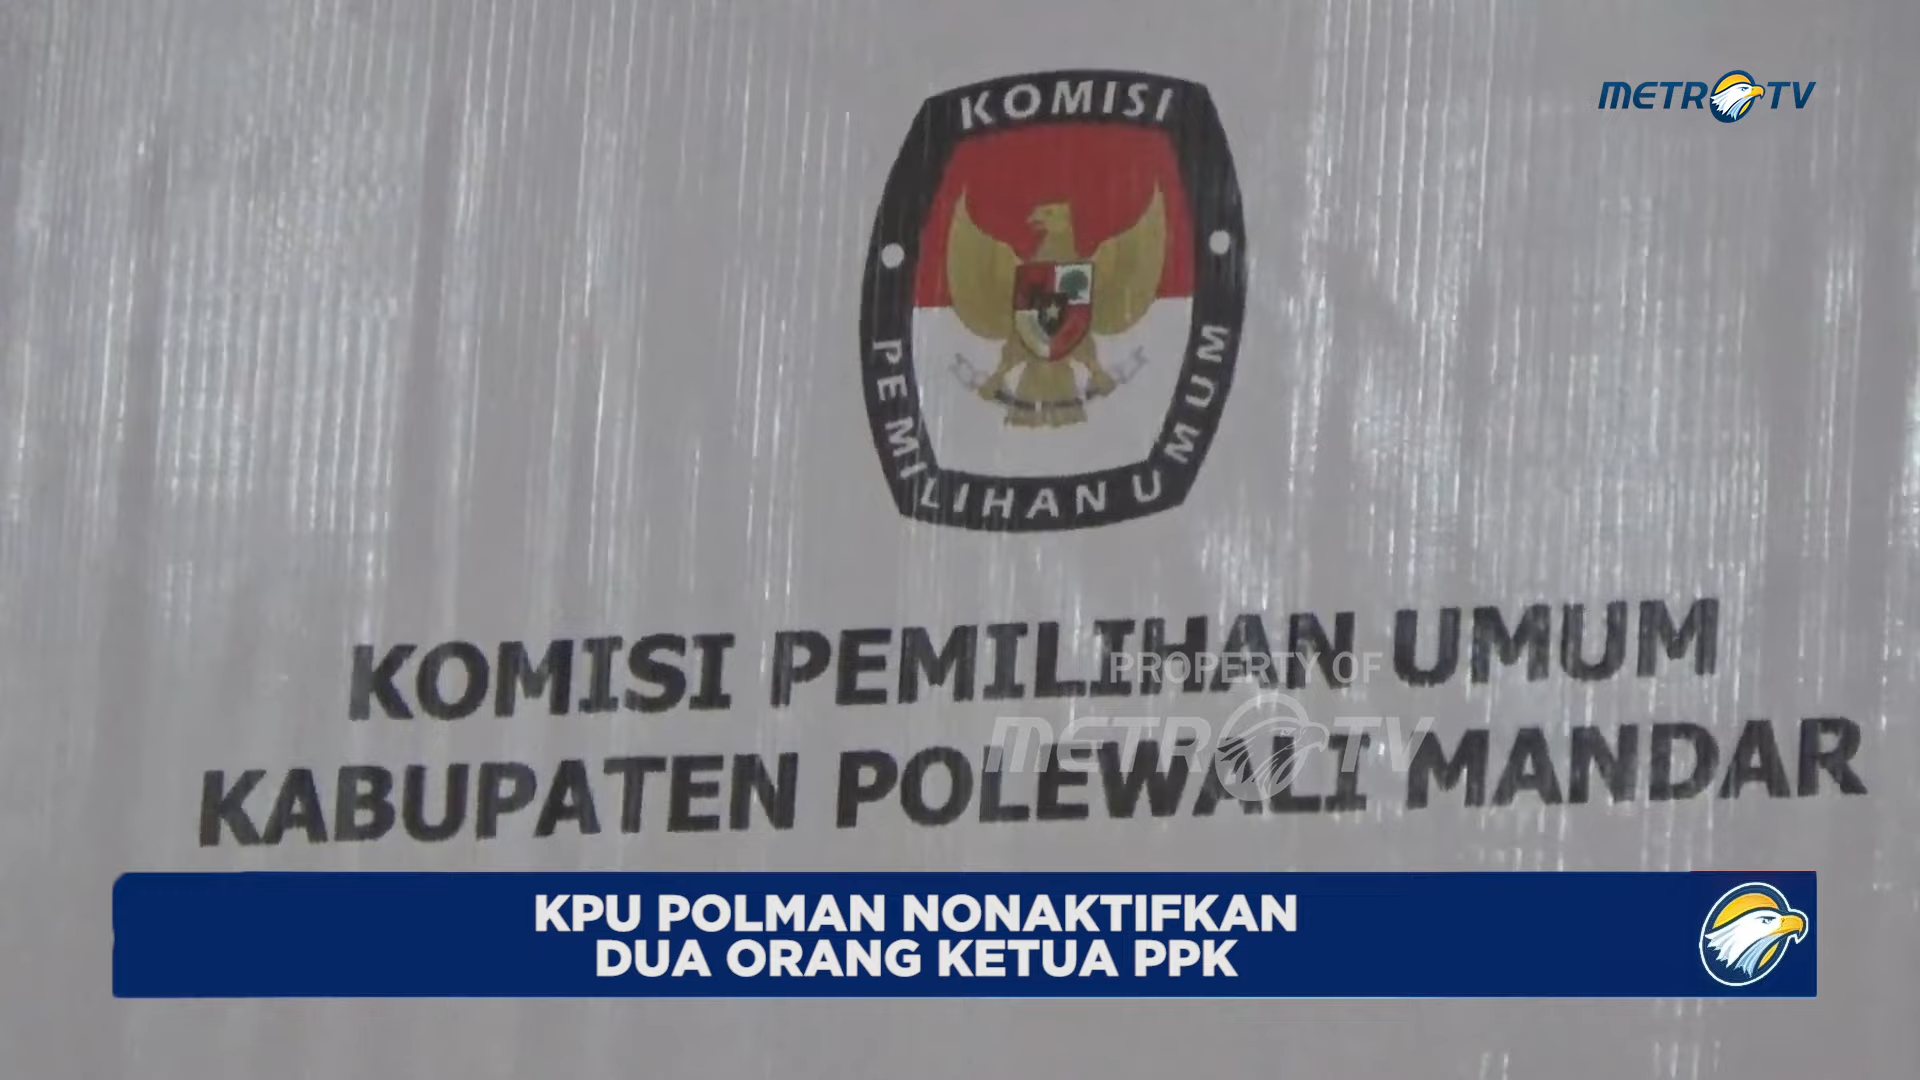 METRO TV
KOMISI
PEMILIHAN UMUM
KOMISI PEMILIHAN UMUM
PROPERTY OF
METRO TV
KABUPATEN POLEWALI MANDAR
KPU POLMAN NONAKTIFKAN
DUA ORANG KETUA PPK